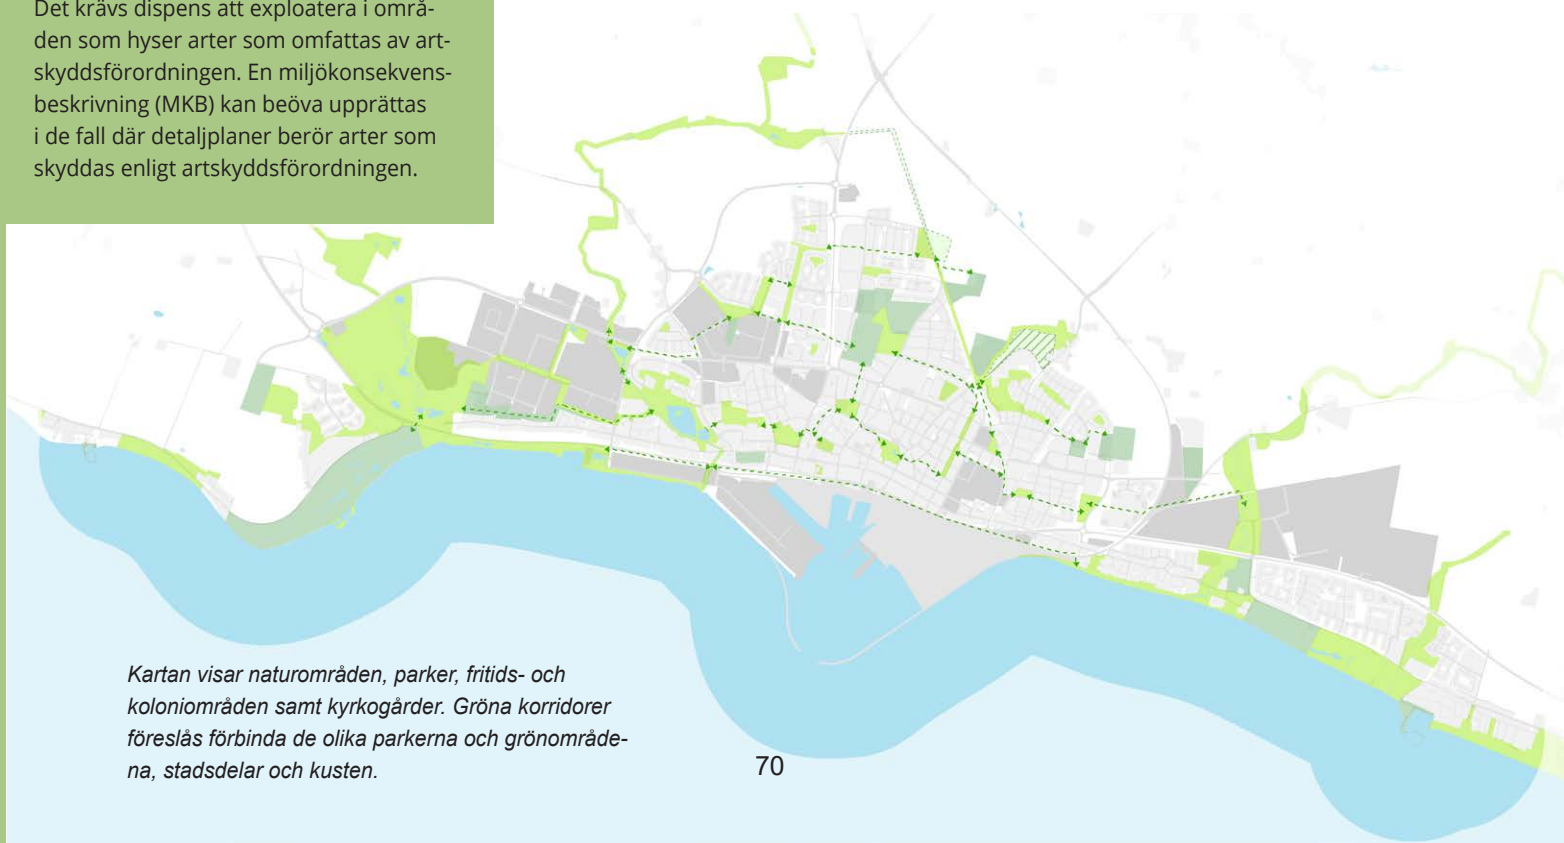 Det krävs dispens att exploatera i områ-
den som hyser arter som omfattas av art-
skyddsförordningen. En miljökonsekvens-
beskrivning (MKB) kan beöva upprättas
i de fall där detaljplaner berör arter som
skyddas enligt artskyddsförordningen.
Kartan visar naturområden, parker, fritids- och
koloniområden samt kyrkogårder. Gröna korridorer
föreslås förbinda de olika parkerna och grönområde-
na, stadsdelar och kusten.
70